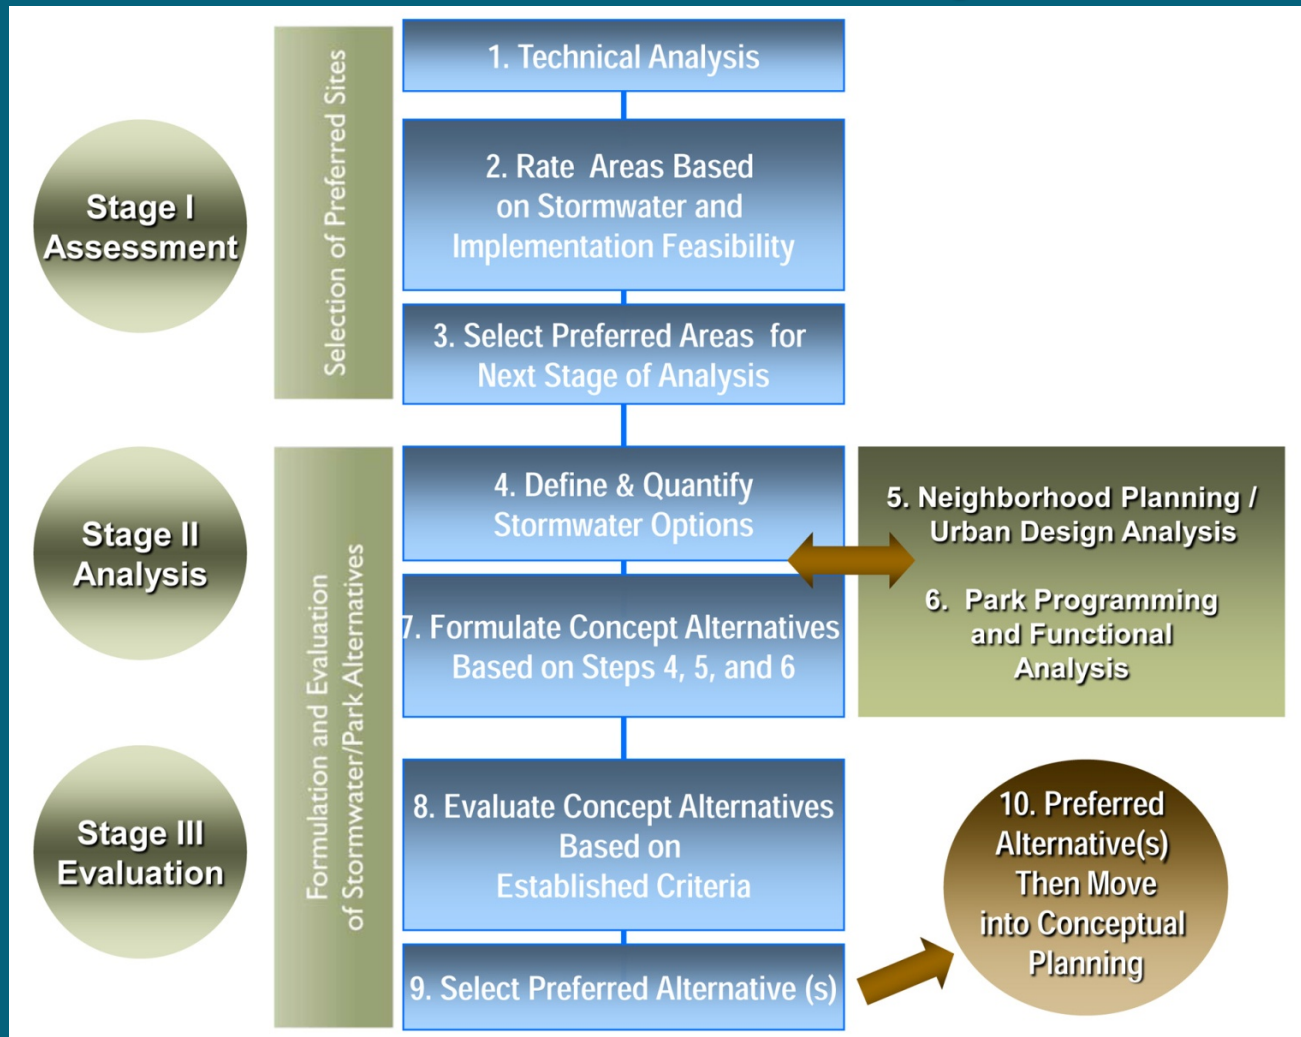 Stage I
Assessment
Selection of Preferred Sites
1. Technical Analysis
2. Rate Areas Based
on Stormwater and
Implementation Feasibility
3. Select Preferred Areas for
Next Stage of Analysis
Stage II
Analysis
Formulation and Evaluation
of Stormwater/Park Alternatives
4. Define & Quantify
Stormwater Options
5. Neighborhood Planning /
Urban Design Analysis
6. Park Programming
and Functional
Analysis
7. Formulate Concept Alternatives
Based on Steps 4, 5, and 6
Stage III
Evaluation
8. Evaluate Concept Alternatives
Based on
Established Criteria
9. Select Preferred Alternative (s)
10. Preferred
Alternative(s)
Then Move
into Conceptual
Planning